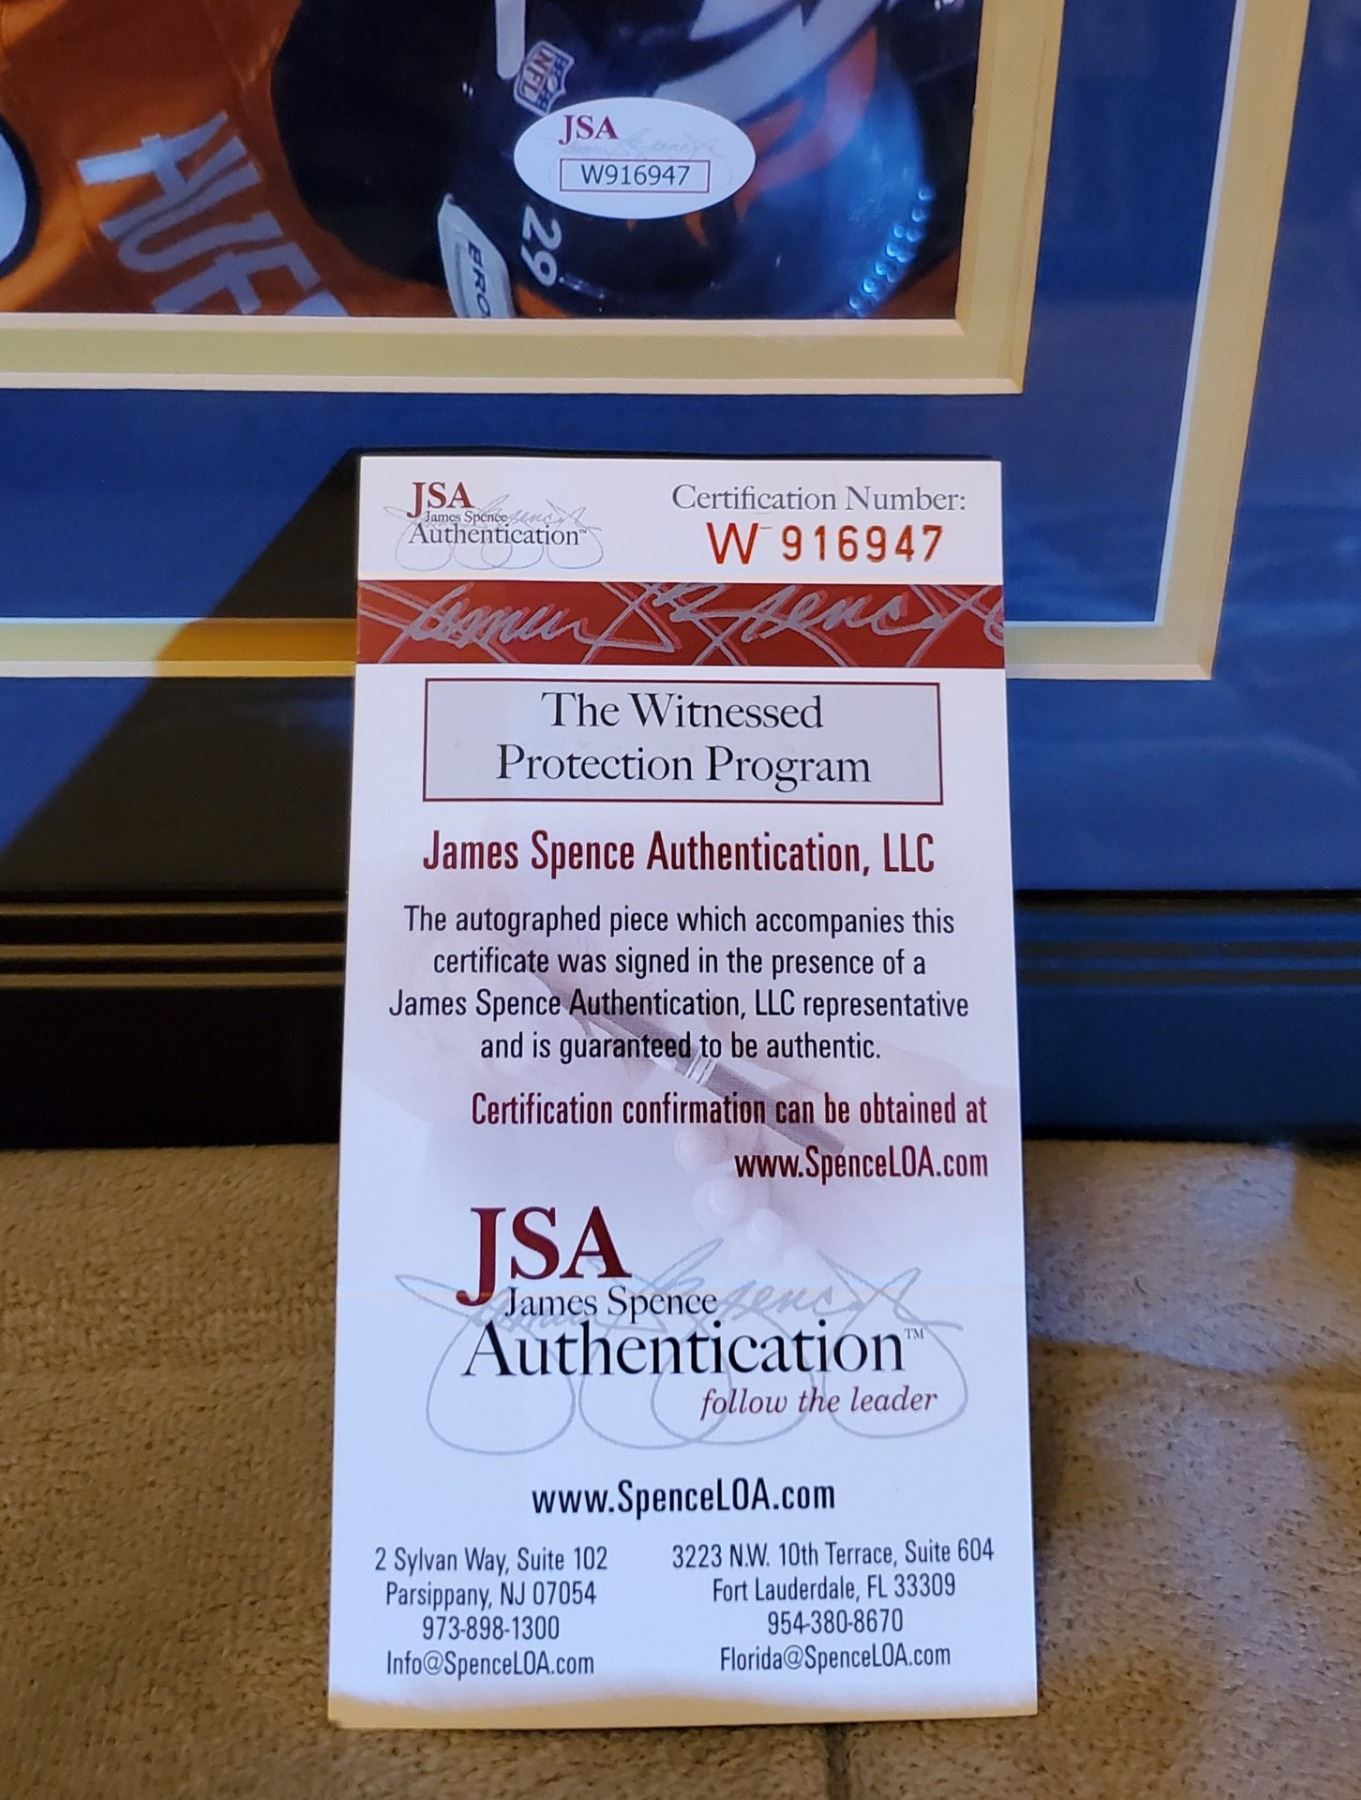 NFL
JSA
W916947
29
BRO
JSA
James Spence
Authentication™
Certification Number:
W 916947
The Witnessed
Protection Program
James Spence Authentication, LLC
The autographed piece which accompanies this
certificate was signed in the presence of a
James Spence Authentication, LLC representative
and is guaranteed to be authentic.
Certification confirmation can be obtained at
www.SpenceLOA.com
JSA
James Spence
Authentication™
follow the leader
www.SpenceLOA.com
2 Sylvan Way, Suite 102
Parsippany, NJ 07054
973-898-1300
Info@SpenceLOA.com
3223 N.W. 10th Terrace, Suite 604
Fort Lauderdale, FL 33309
954-380-8670
Florida@SpenceLOA.com